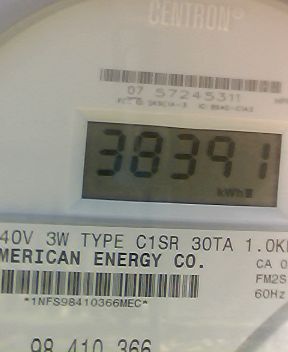 CENTRON®
07 57245311
38391
kWh
40V 3W TYPE C1SR 30TA 1.0K
MERICAN ENERGY CO.
CA 0
FM2S
*1NFS98410366MEC*
60Hz
98 410 366